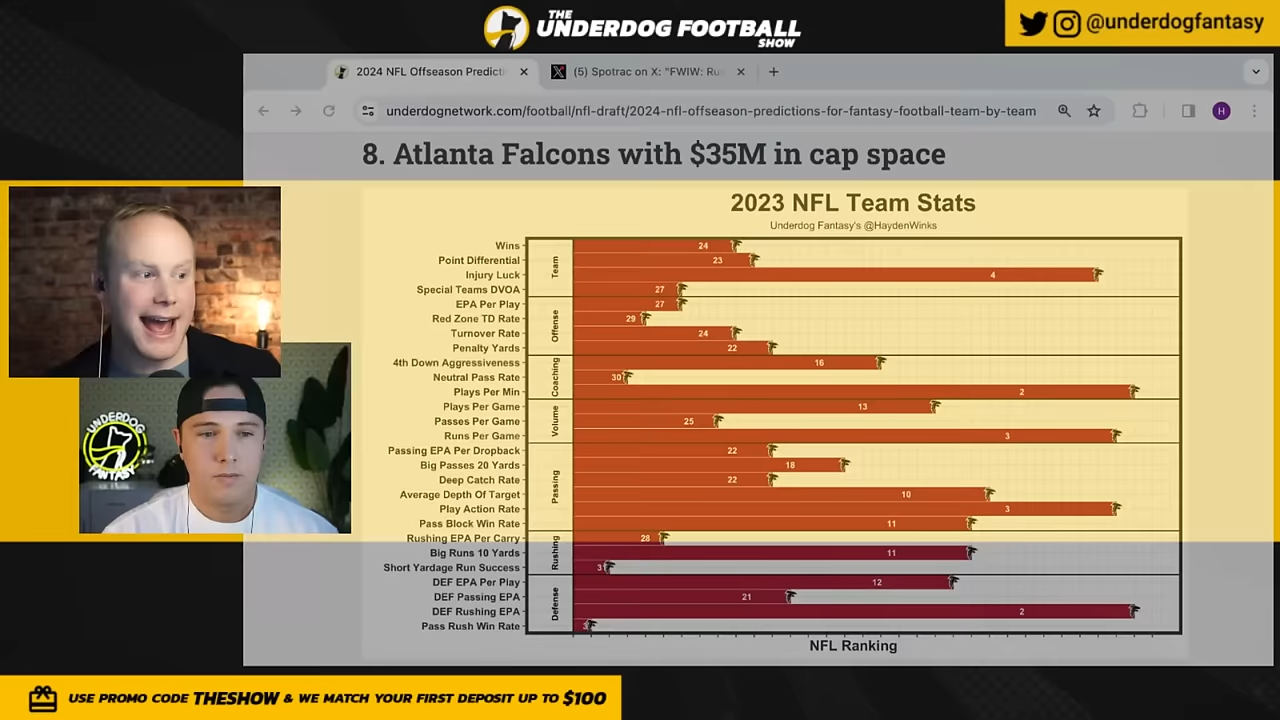 THE
UNDERDOG FOOTBALL
SHOW
@underdogfantasy
2024 NFL Offseason Predicti
(5) Spotrac on X: "FWIW: Ru
underdognetwork.com/football/nfl-draft/2024-nfl-offseason-predictions-for-fantasy-football-team-by-team
H
8. Atlanta Falcons with $35M in cap space
2023 NFL Team Stats
Underdog Fantasy's @HaydenWinks
Team
Wins 24
Point Differential 23
Injury Luck 4
Special Teams DVOA 27
Offense
EPA Per Play 27
Red Zone TD Rate 29
Turnover Rate 24
Penalty Yards 22
Coaching
4th Down Aggressiveness 16
Neutral Pass Rate 30
Plays Per Min 2
Volume
Plays Per Game 13
Passes Per Game 25
Runs Per Game 3
Passing
Passing EPA Per Dropback 22
Big Passes 20 Yards 18
Deep Catch Rate 22
Average Depth Of Target 10
Play Action Rate 3
Pass Block Win Rate 11
Rushing
Rushing EPA Per Carry 28
Big Runs 10 Yards 11
Short Yardage Run Success
Defense
DEF EPA Per Play 12
DEF Passing EPA 21
DEF Rushing EPA 2
Pass Rush Win Rate
NFL Ranking
UNDERDOG
FANTASY
USE PROMO CODE THESHOW & WE MATCH YOUR FIRST DEPOSIT UP TO $100